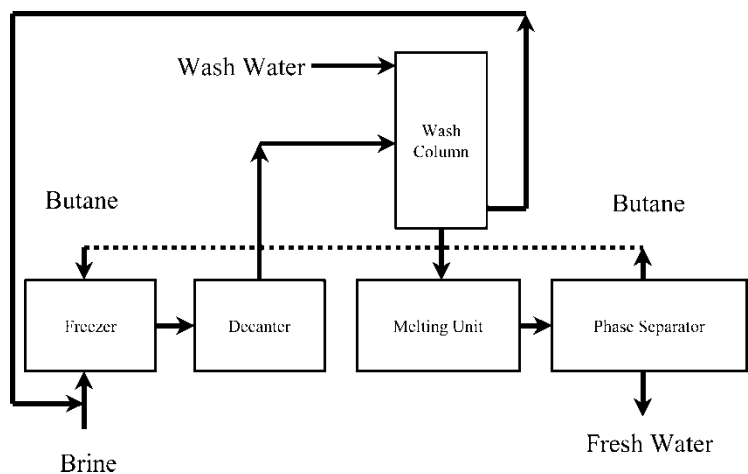 Wash Water
Wash
Column
Butane
Butane
Freezer
Decanter
Melting Unit
Phase Separator
Brine
Fresh Water